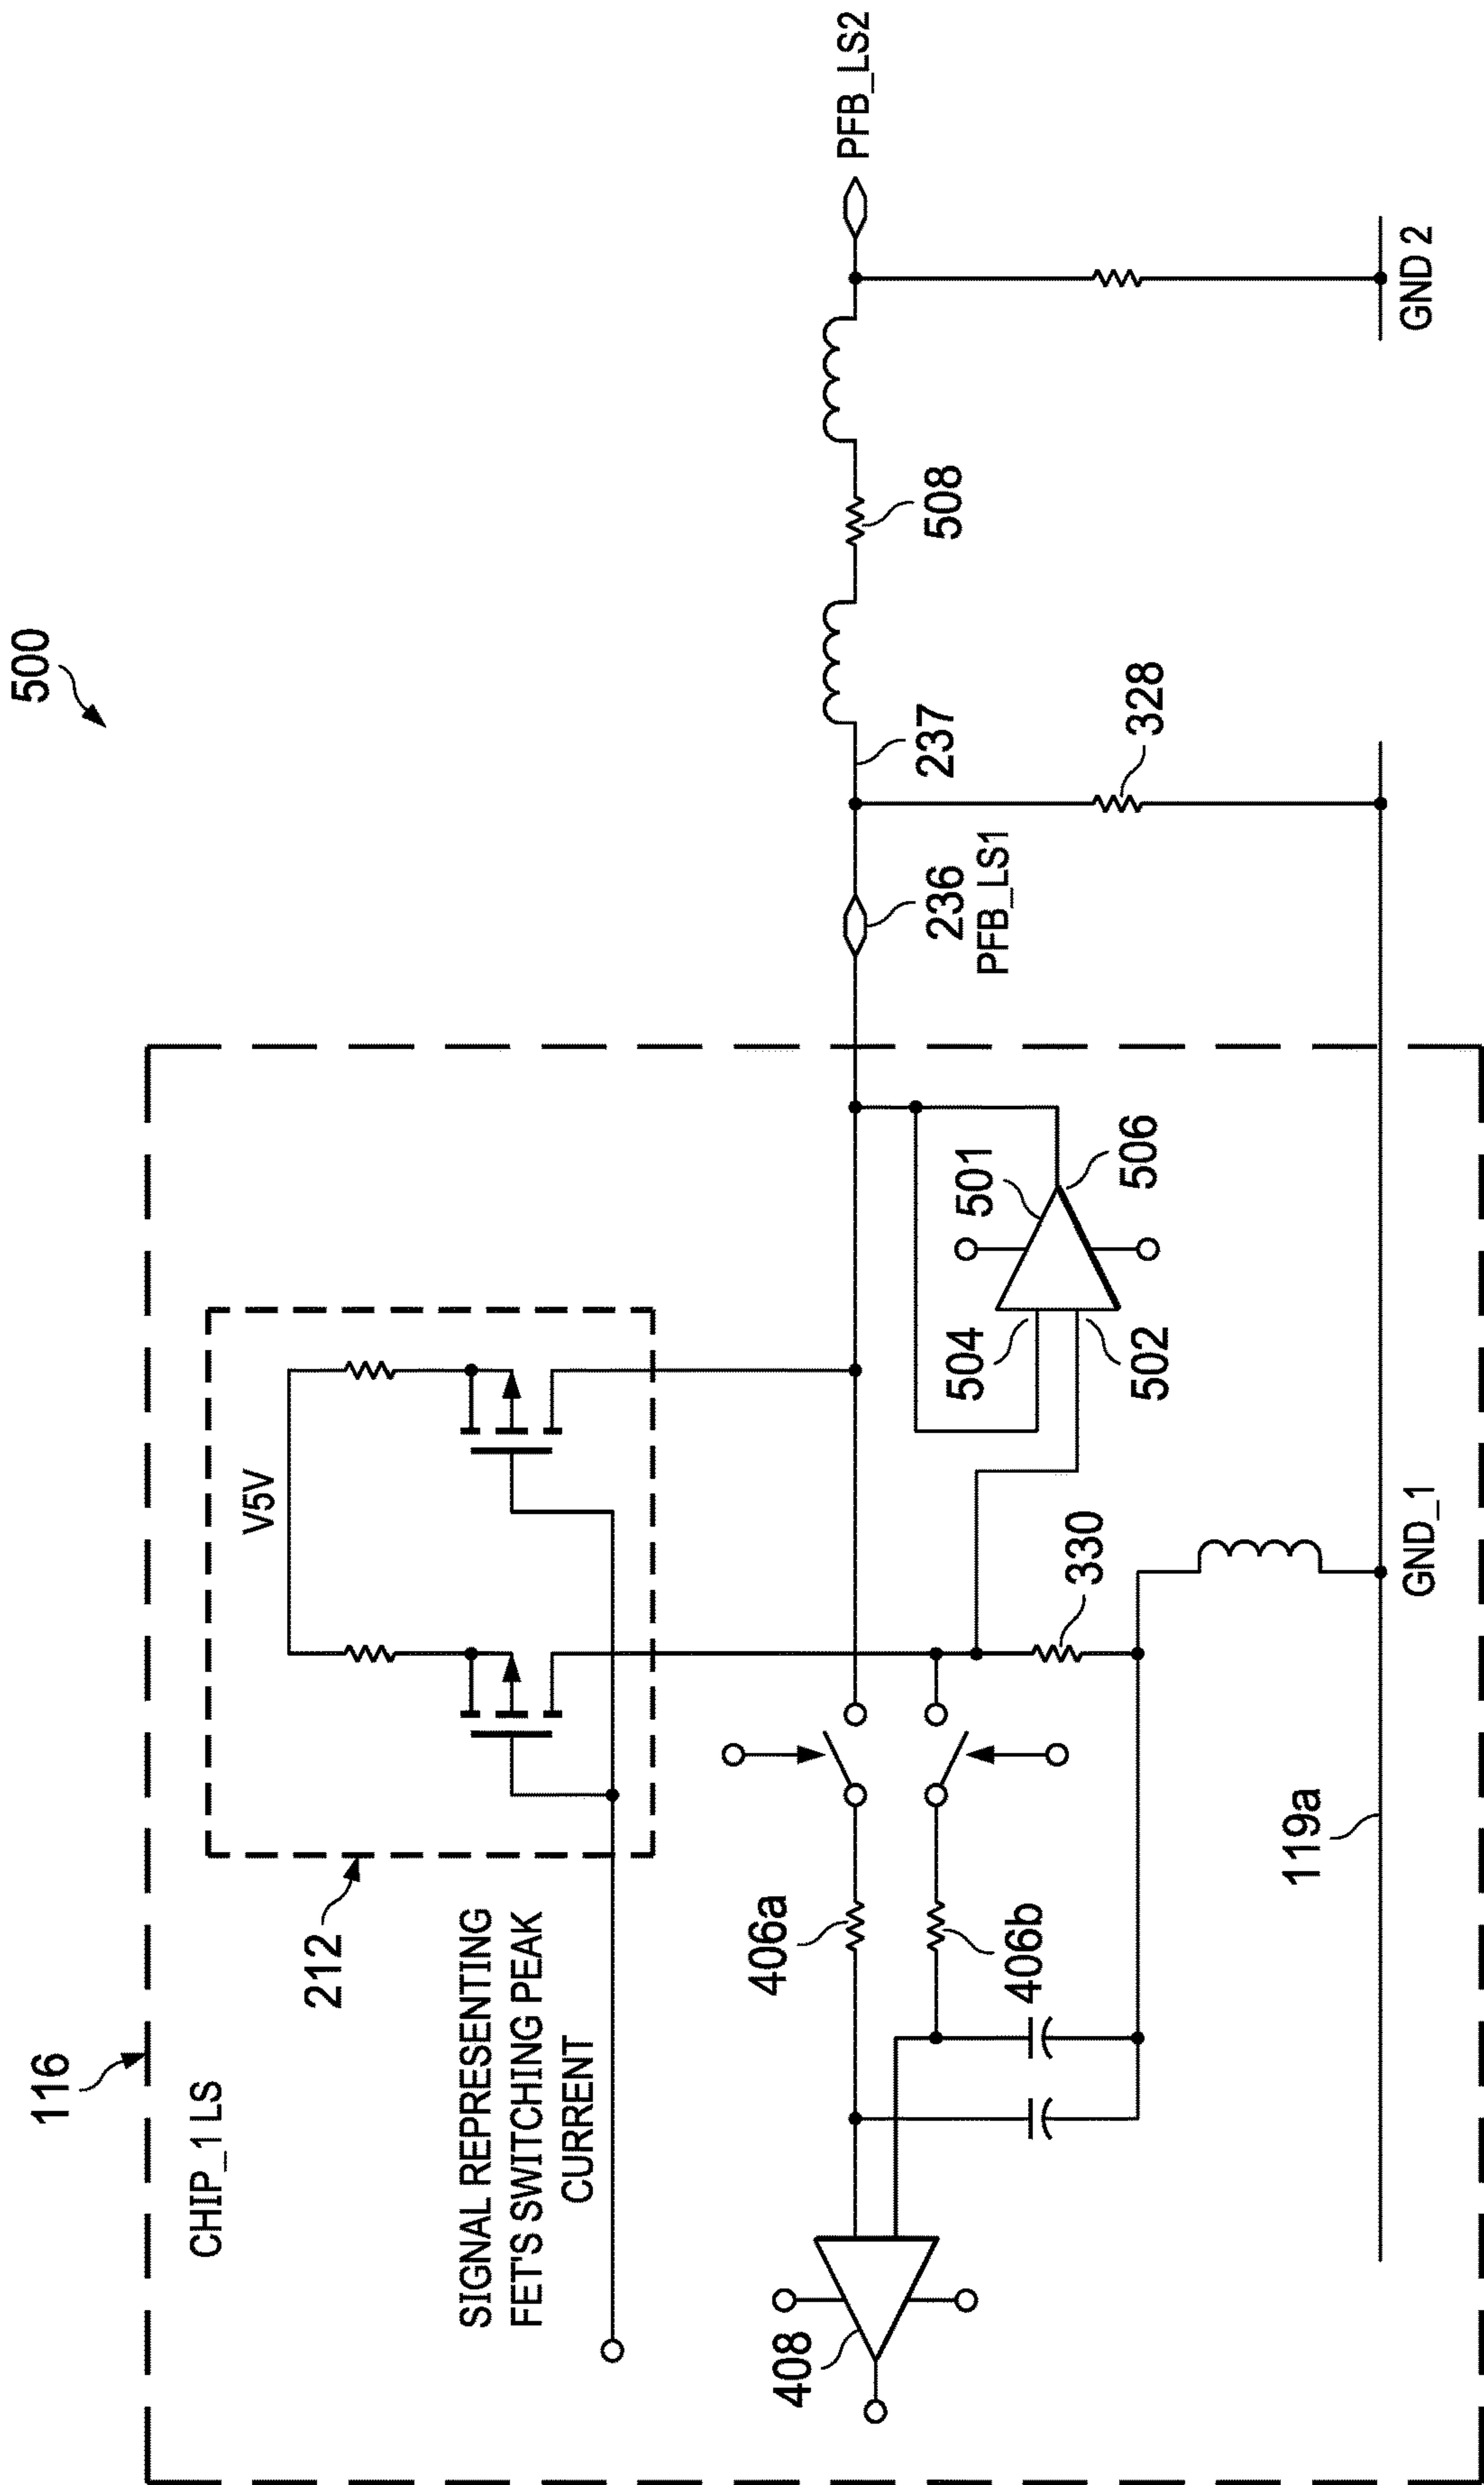 500
116
CHIP_1 LS
212
V5V
SIGNAL REPRESENTING
FET'S SWITCHING PEAK
CURRENT
408
406a
406b
330
504
502
501
506
236
PFB_LS1
237
508
PFB_LS2
328
119a
GND_1
GND 2